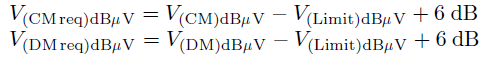 V(CM req)dBμV = V(CM)dBμV − V(Limit)dBμV + 6 dB
V(DM req)dBμV = V(DM)dBμV − V(Limit)dBμV + 6 dB